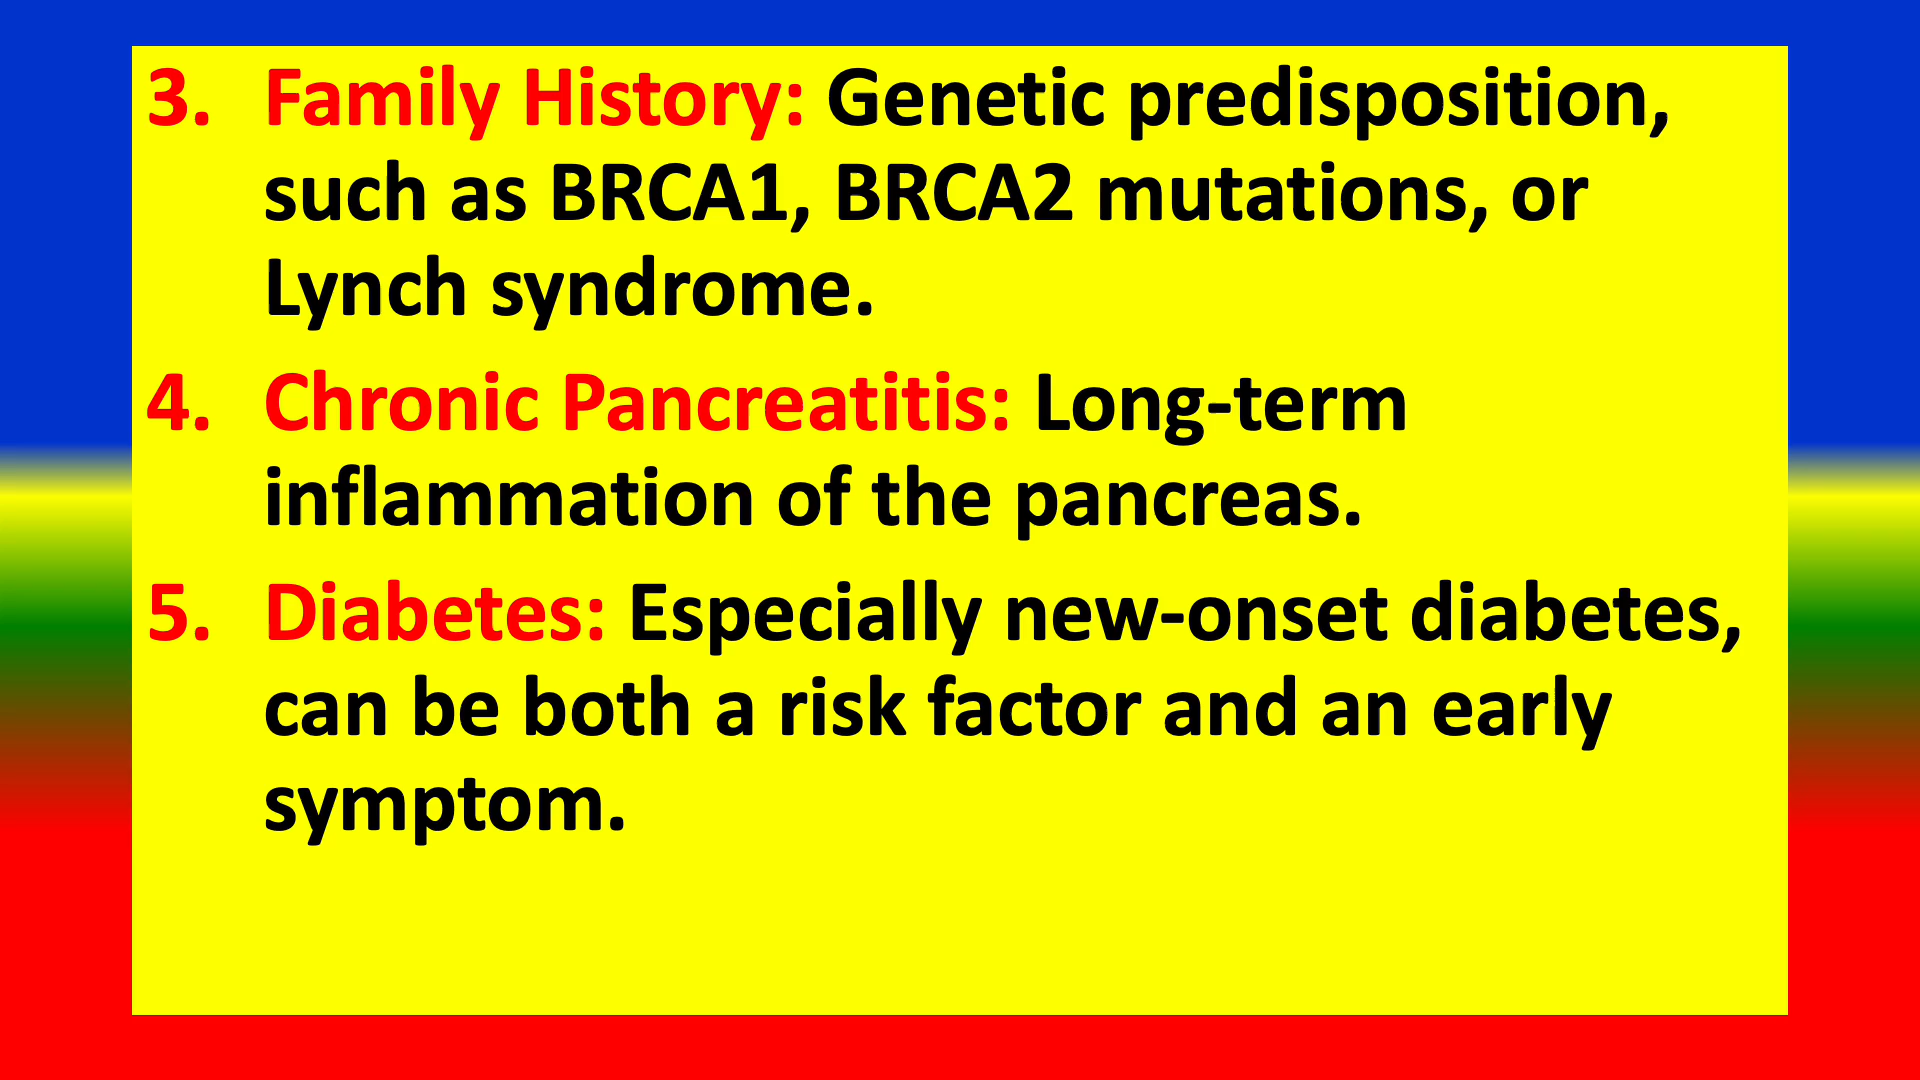 3. Family History: Genetic predisposition,
such as BRCA1, BRCA2 mutations, or
Lynch syndrome.
4. Chronic Pancreatitis: Long-term
inflammation of the pancreas.
5. Diabetes: Especially new-onset diabetes,
can be both a risk factor and an early
symptom.